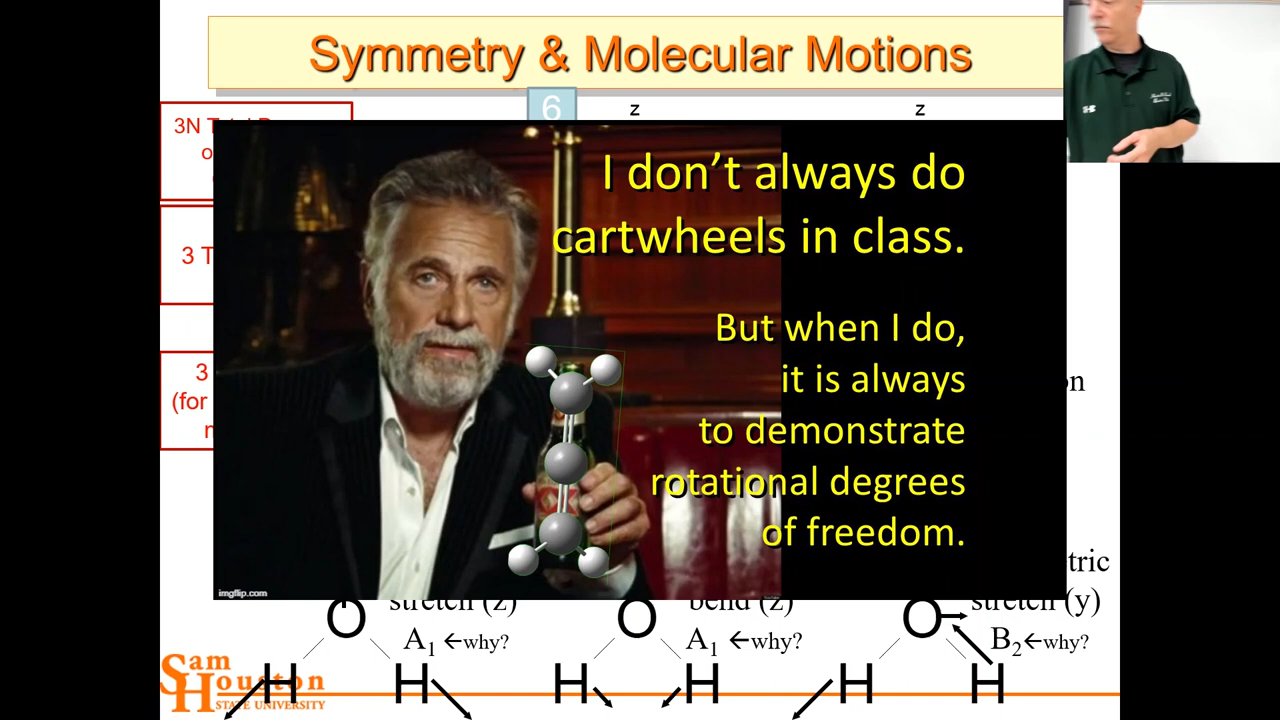 Symmetry & Molecular Motions
6
z
z
3N
I don't always do
cartwheels in class.
3 T
But when I do,
it is always
3
on
(for
to demonstrate
rotational degrees
of freedom.
imgflip.com
tric
stretch (z)
bend (z)
stretch (y)
O
O
O
A1 ←why?
A1 ←why?
B2←why?
H H
H H
H H
Sam
Houston
STATE UNIVERSITY